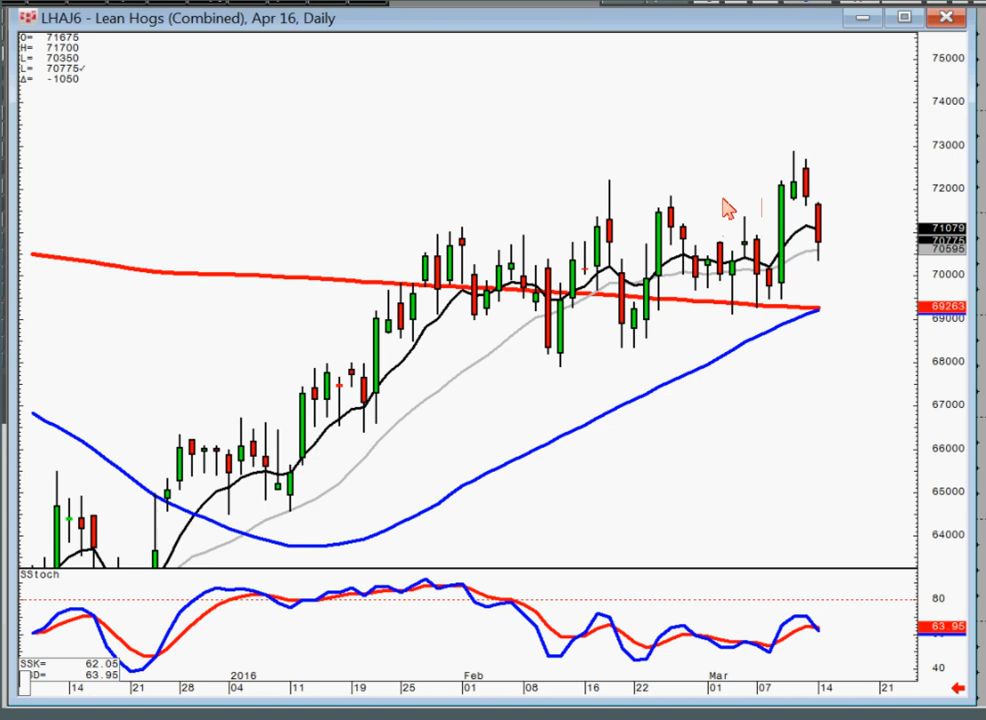 LHAJ6 - Lean Hogs (Combined), Apr 16, Daily
O= 71675
H= 71700
L= 70350
L= 70775✓
Δ= -1050
75000
74000
73000
72000
71079
70775
70595
70000
69263
69000
68000
67000
66000
65000
64000
SStoch
80
63.95
40
SSK= 62.05
SD= 63.95
2016 Feb Mar
14 21 28 04 11 19 25 01 08 16 22 01 07 14 21